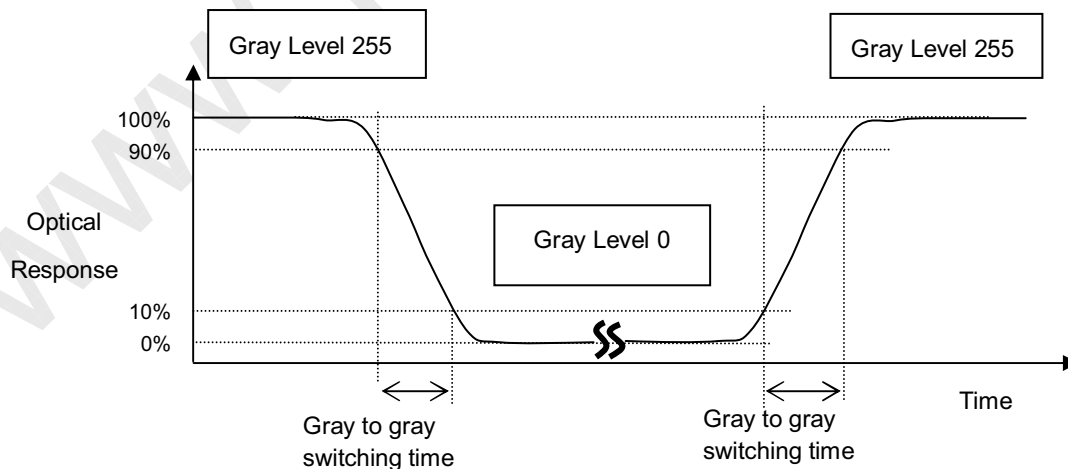 Gray Level 255
Gray Level 255
100%
90%
Optical
Response
Gray Level 0
10%
0%
Time
Gray to gray
switching time
Gray to gray
switching time